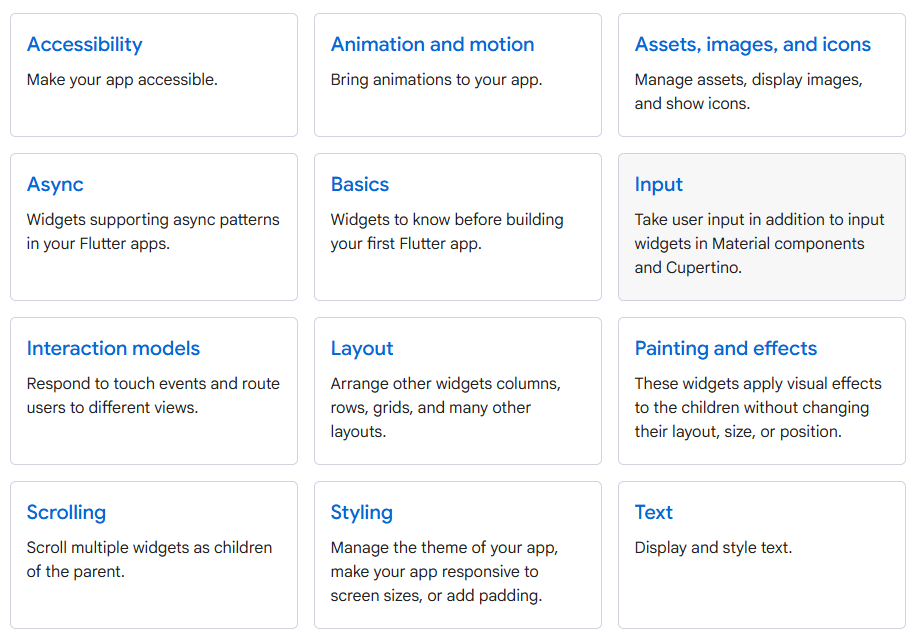 Accessibility
Make your app accessible.
Animation and motion
Bring animations to your app.
Assets, images, and icons
Manage assets, display images,
and show icons.
Async
Widgets supporting async patterns
in your Flutter apps.
Basics
Widgets to know before building
your first Flutter app.
Input
Take user input in addition to input
widgets in Material components
and Cupertino.
Interaction models
Respond to touch events and route
users to different views.
Layout
Arrange other widgets columns,
rows, grids, and many other
layouts.
Painting and effects
These widgets apply visual effects
to the children without changing
their layout, size, or position.
Scrolling
Scroll multiple widgets as children
of the parent.
Styling
Manage the theme of your app,
make your app responsive to
screen sizes, or add padding.
Text
Display and style text.